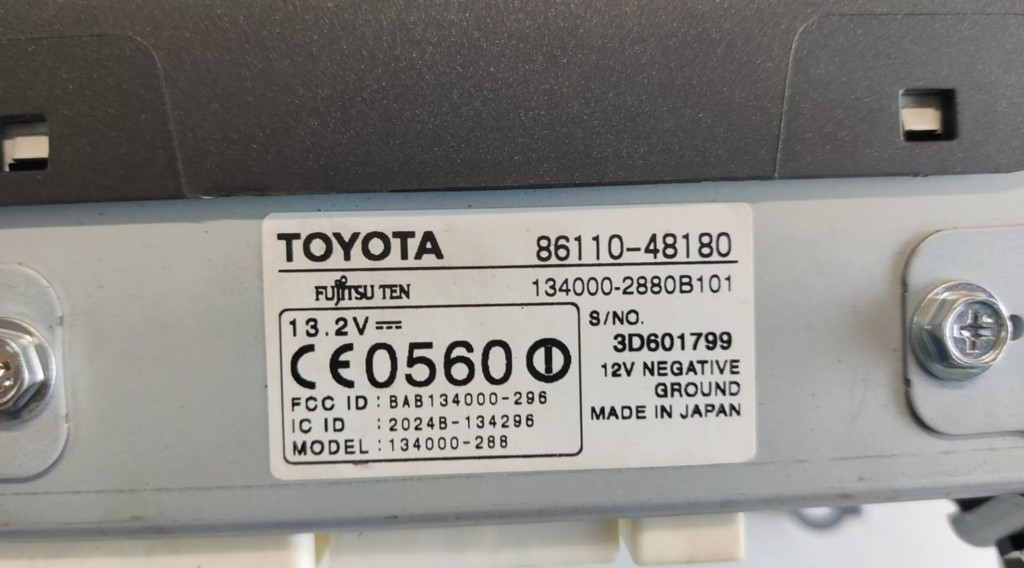 TOYOTA 86110-48180
FUJITSU TEN 134000-2880B101
13.2V⎓
CE0560
FCC ID : BAB134000-296
IC ID : 2024B-134296
MODEL : 134000-288
S/NO.
3D601799
12V NEGATIVE
GROUND
MADE IN JAPAN